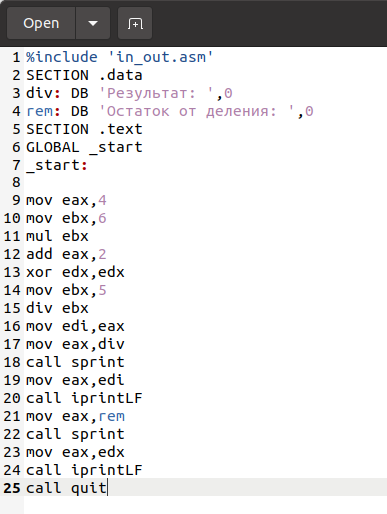 Open
1 %include 'in_out.asm'
2 SECTION .data
3 div: DB 'Результат: ',0
4 rem: DB 'Остаток от деления: ',0
5 SECTION .text
6 GLOBAL _start
7 _start:
8
9 mov eax,4
10 mov ebx,6
11 mul ebx
12 add eax,2
13 xor edx,edx
14 mov ebx,5
15 div ebx
16 mov edi,eax
17 mov eax,div
18 call sprint
19 mov eax,edi
20 call iprintLF
21 mov eax,rem
22 call sprint
23 mov eax,edx
24 call iprintLF
25 call quit